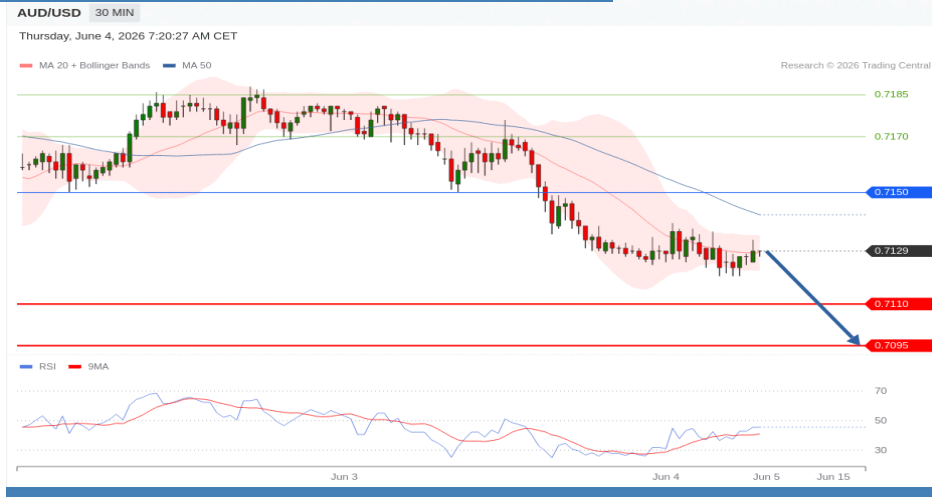 AUD/USD 30 MIN
Thursday, June 4, 2026 7:20:27 AM CET
MA 20 + Bollinger Bands MA 50 Research © 2026 Trading Central
0.7185
0.7170
0.7150
0.7129
0.7110
0.7095
RSI 9MA
70
50
30
Jun 3 Jun 4 Jun 5 Jun 15